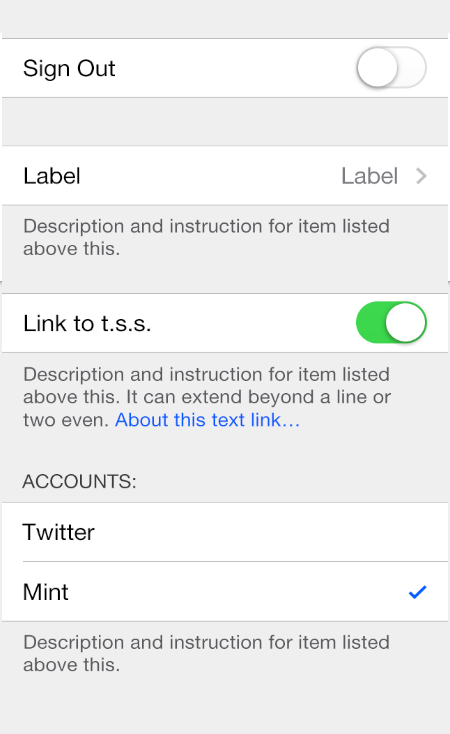 Sign Out
Label Label
Description and instruction for item listed
above this.
Link to t.s.s.
Description and instruction for item listed
above this. It can extend beyond a line or
two even. About this text link…
ACCOUNTS:
Twitter
Mint
Description and instruction for item listed
above this.